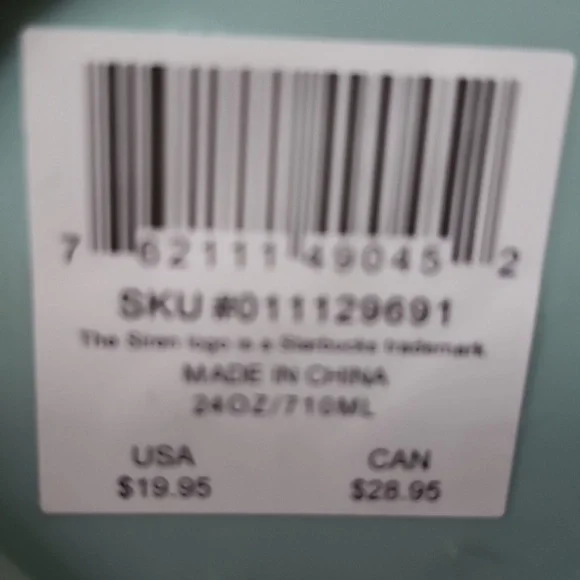 7 62111 49045 2
SKU #011129691
The Siren logo is a Starbucks trademark.
MADE IN CHINA
24OZ/710ML
USA CAN
$19.95 $28.95